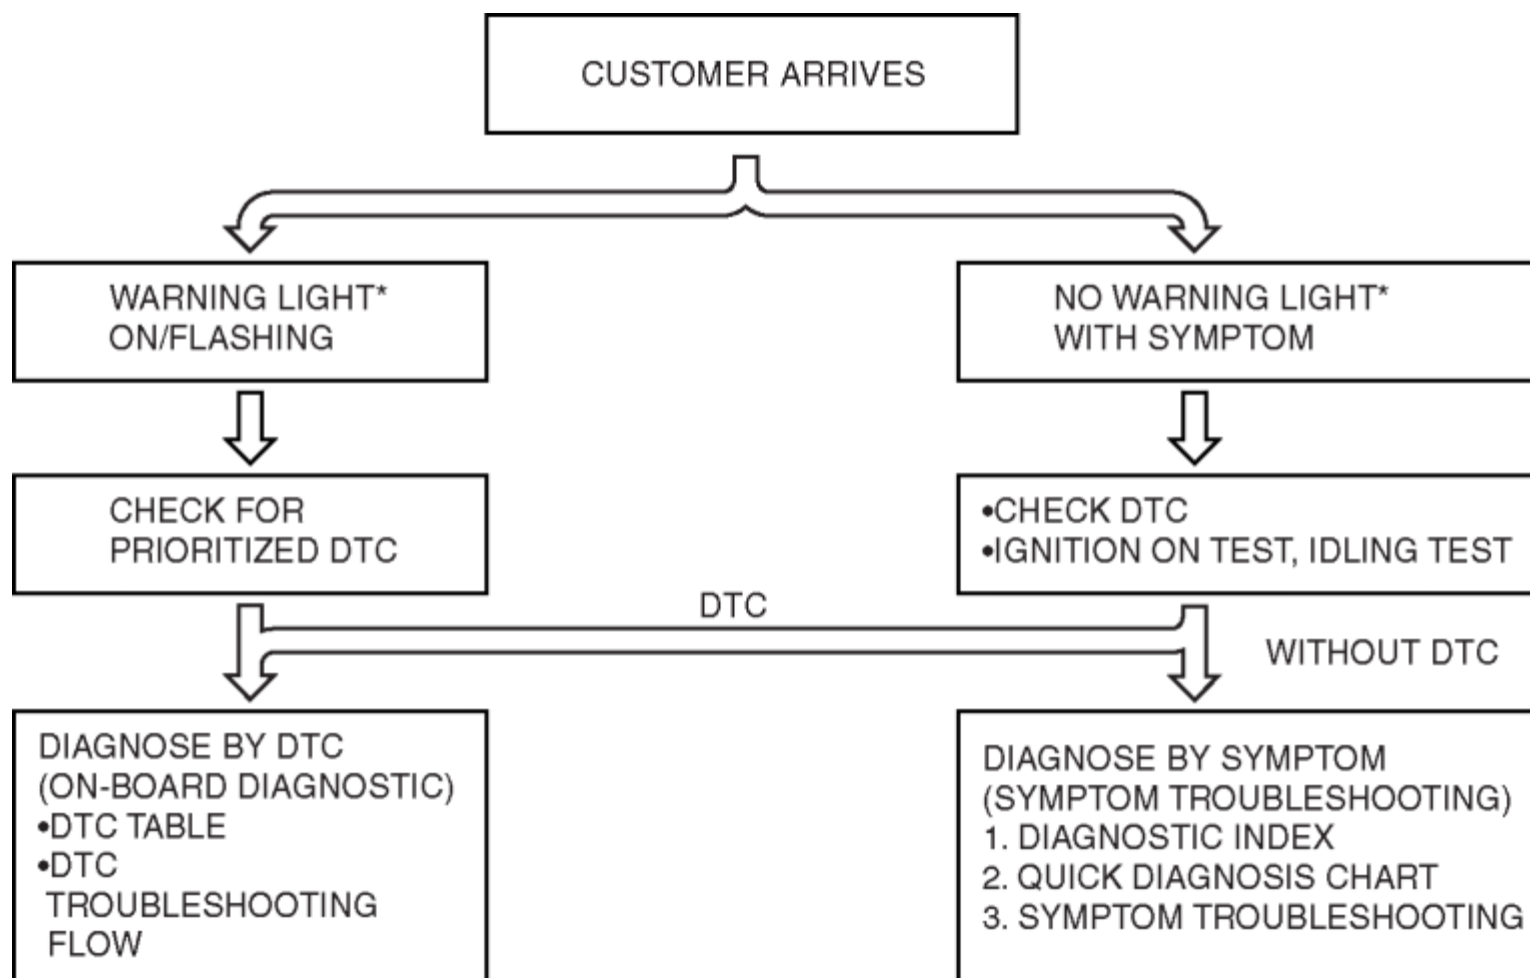 CUSTOMER ARRIVES
WARNING LIGHT*
ON/FLASHING
NO WARNING LIGHT*
WITH SYMPTOM
CHECK FOR
PRIORITIZED DTC
•CHECK DTC
•IGNITION ON TEST, IDLING TEST
DTC
WITHOUT DTC
DIAGNOSE BY DTC
(ON-BOARD DIAGNOSTIC)
•DTC TABLE
•DTC
TROUBLESHOOTING
FLOW
DIAGNOSE BY SYMPTOM
(SYMPTOM TROUBLESHOOTING)
1. DIAGNOSTIC INDEX
2. QUICK DIAGNOSIS CHART
3. SYMPTOM TROUBLESHOOTING